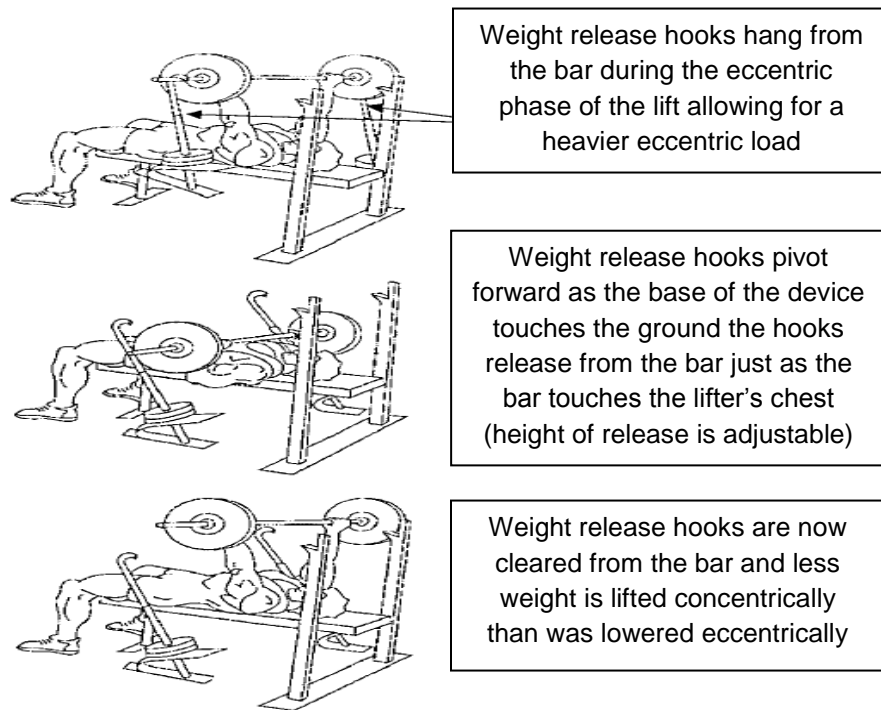 Weight release hooks hang from
the bar during the eccentric
phase of the lift allowing for a
heavier eccentric load
Weight release hooks pivot
forward as the base of the device
touches the ground the hooks
release from the bar just as the
bar touches the lifter’s chest
(height of release is adjustable)
Weight release hooks are now
cleared from the bar and less
weight is lifted concentrically
than was lowered eccentrically